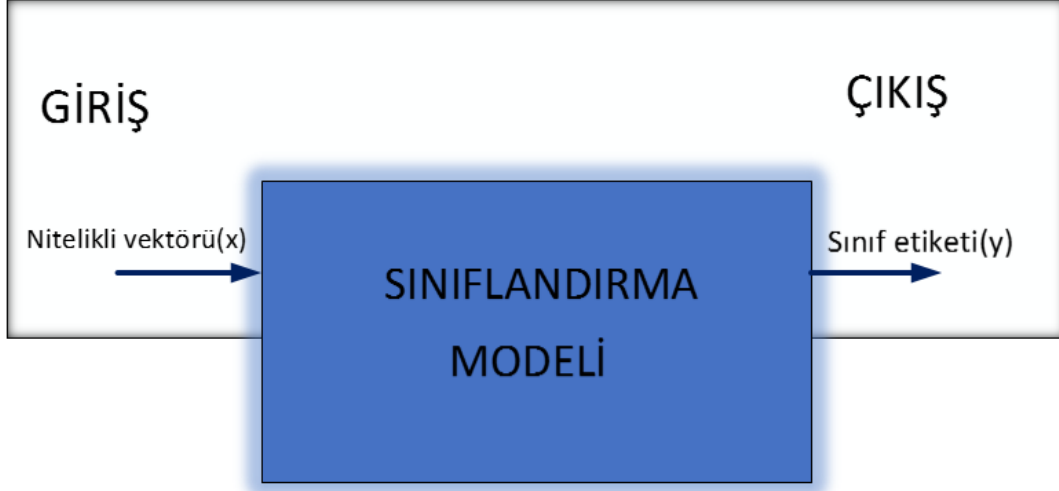 GİRİŞ
ÇIKIŞ
Nitelikli vektörü(x)
Sınıf etiketi(y)
SINIFLANDIRMA
MODELİ